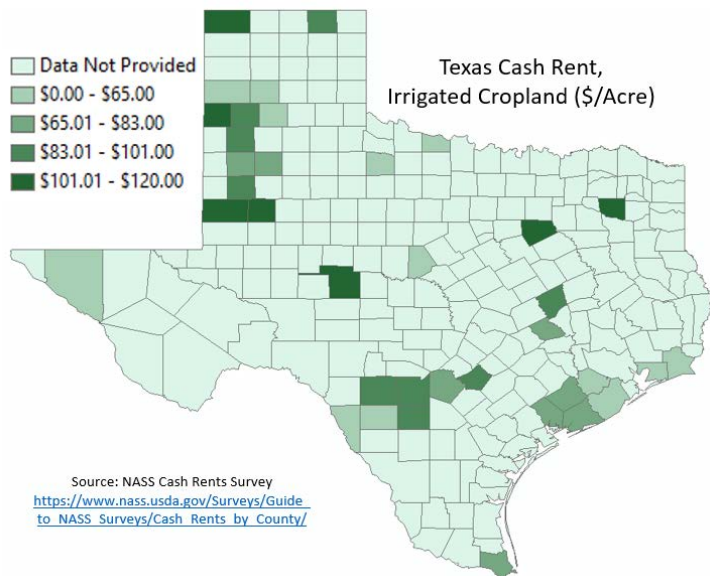 Texas Cash Rent,
Irrigated Cropland ($/Acre)
Data Not Provided
$0.00 - $65.00
$65.01 - $83.00
$83.01 - $101.00
$101.01 - $120.00
Source: NASS Cash Rents Survey
https://www.nass.usda.gov/Surveys/Guide_
to_NASS_Surveys/Cash_Rents_by_County/